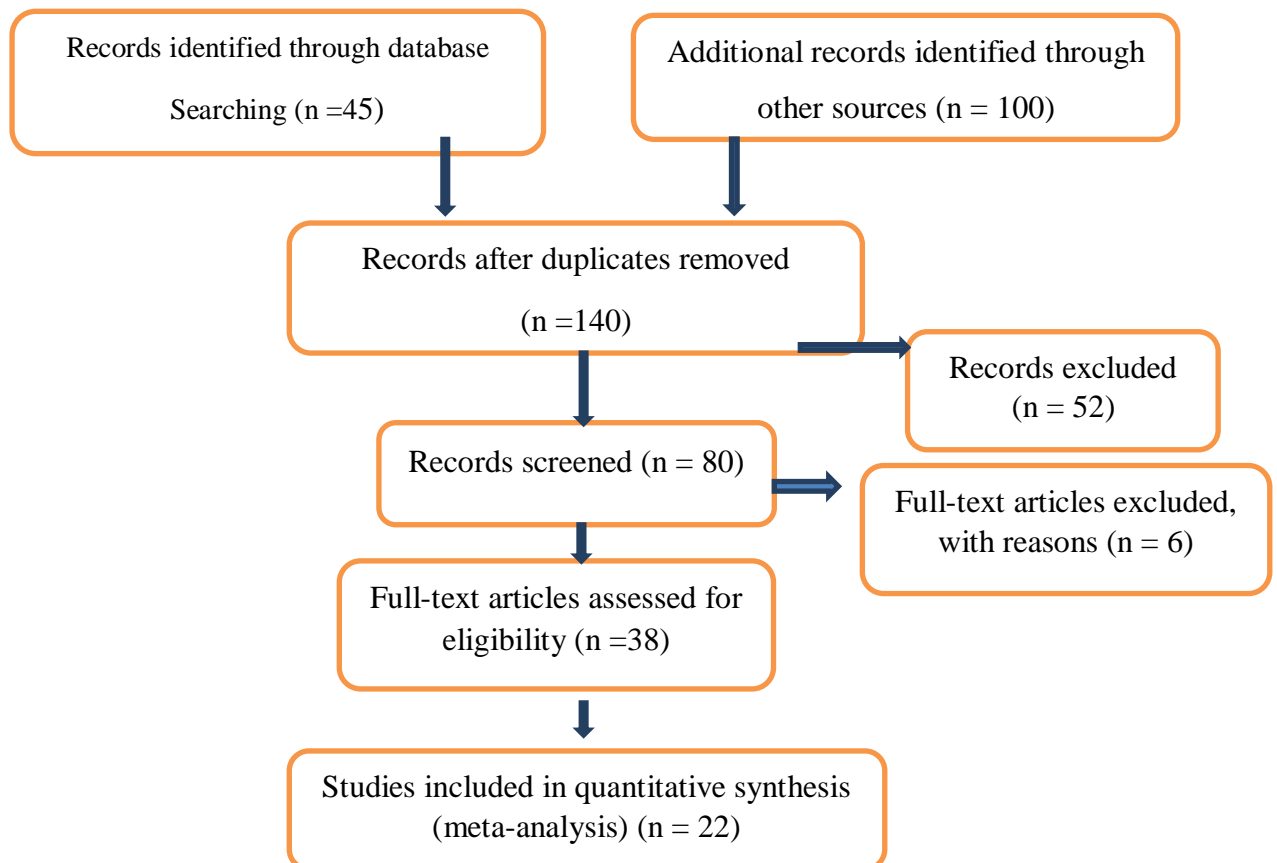 Records identified through database
Searching (n =45)
Additional records identified through
other sources (n = 100)
Records after duplicates removed
(n =140)
Records excluded
(n = 52)
Records screened (n = 80)
Full-text articles excluded,
with reasons (n = 6)
Full-text articles assessed for
eligibility (n =38)
Studies included in quantitative synthesis
(meta-analysis) (n = 22)